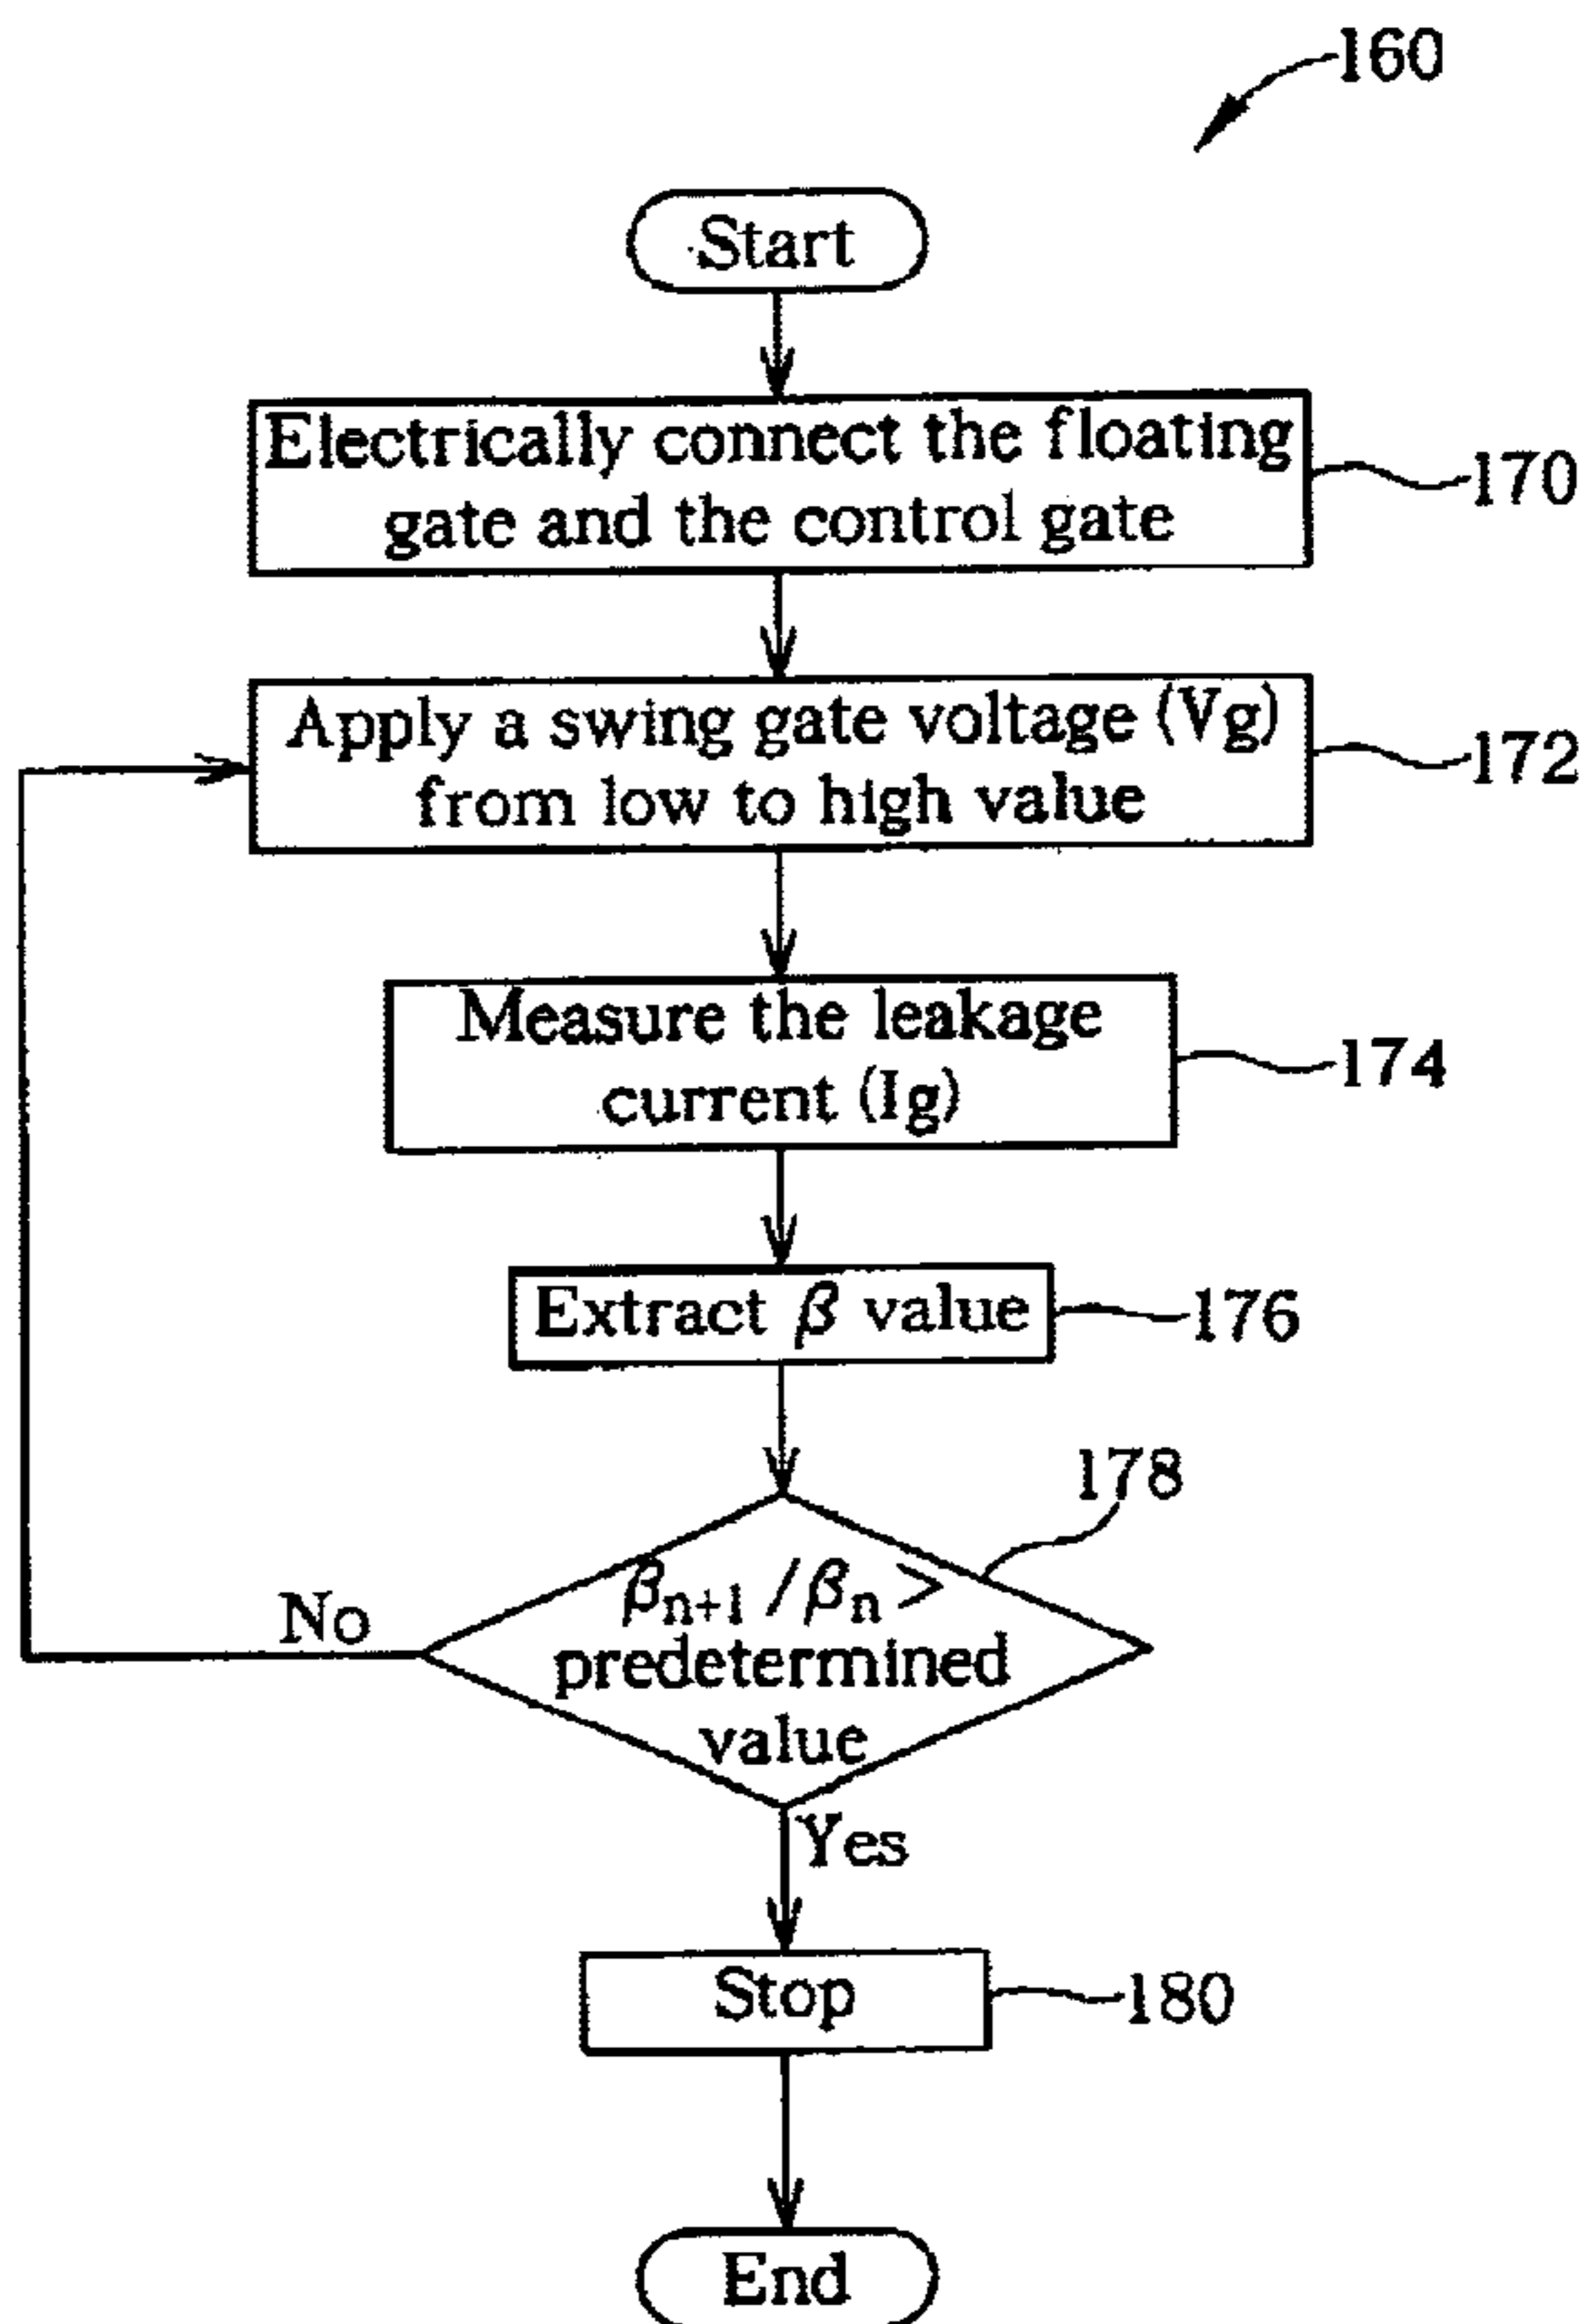 160
Start
Electrically connect the floating
gate and the control gate
170
Apply a swing gate voltage (Vg)
from low to high value
172
Measure the leakage
current (Ig)
174
Extract β value
176
178
βn+1 / βn >
predetermined
value
No
Yes
Stop
180
End